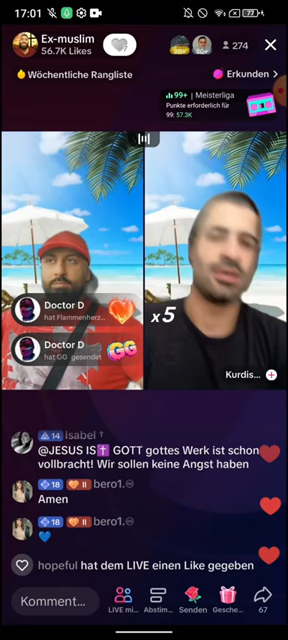 17:01
77
Ex-muslim
56.7K Likes
274
Wöchentliche Rangliste
Erkunden >
99+ | Meisterliga
Punkte erforderlich für
99: 57.3K
x5
Doctor D
hat Flammenherz...
Doctor D
hat GG gesendet
GG
Kurdis...
14 Isabel †
@JESUS IS✝️ GOTT gottes Werk ist schon
vollbracht! Wir sollen keine Angst haben
18 II bero1.♾
Amen
18 II bero1.♾
💙
hopeful hat dem LIVE einen Like gegeben
Komment...
LIVE mi...
Abstim...
Senden
Gesche...
67